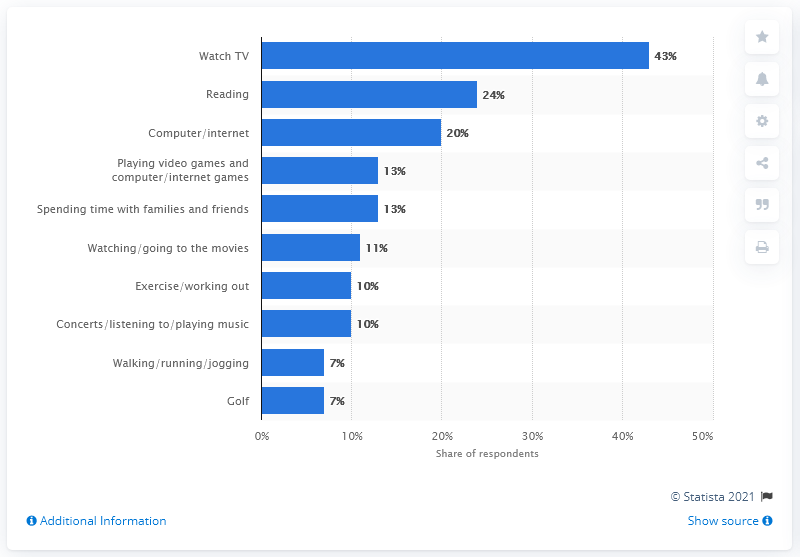 Watch TV 43%
Reading 24%
Computer/internet 20%
Playing video games and
computer/internet games 13%
Spending time with families and friends 13%
Watching/going to the movies 11%
Exercise/working out 10%
Concerts/listening to/playing music 10%
Walking/running/jogging 7%
Golf 7%
0% 10% 20% 30% 40% 50%
Share of respondents
© Statista 2021
Additional Information
Show source